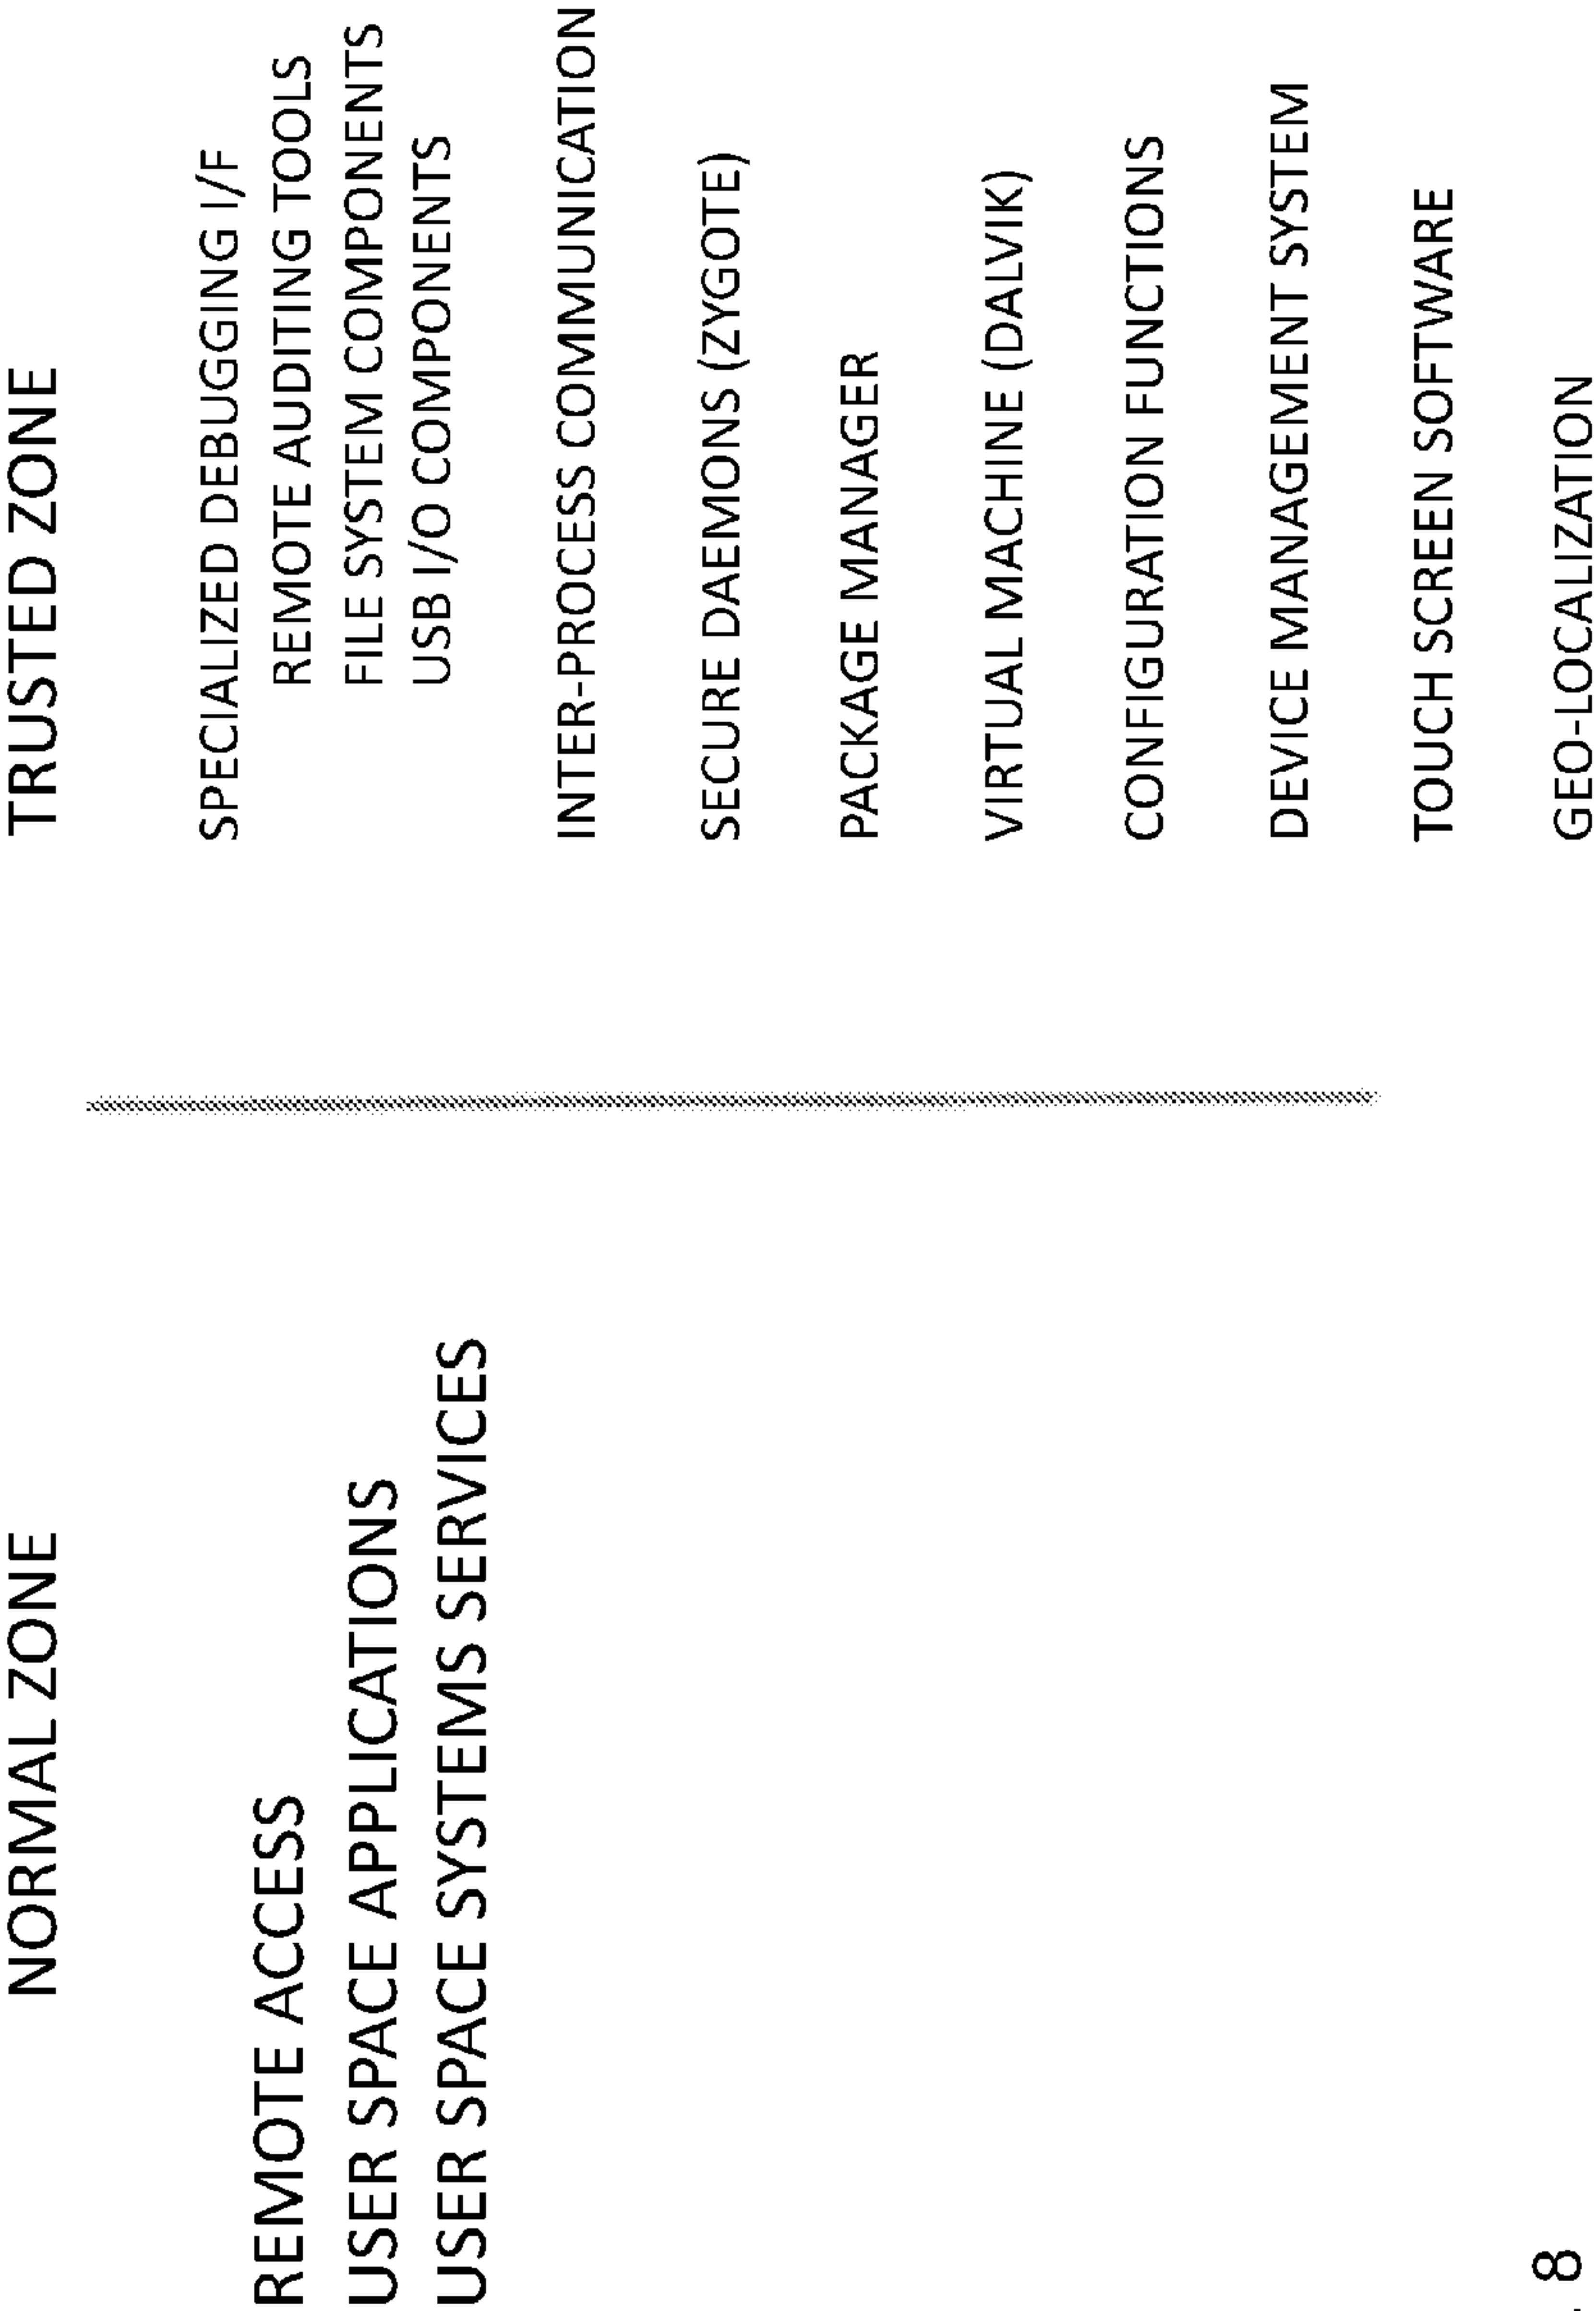 NORMAL ZONE
REMOTE ACCESS
USER SPACE APPLICATIONS
USER SPACE SYSTEMS SERVICES
TRUSTED ZONE
SPECIALIZED DEBUGGING I/F
REMOTE AUDITING TOOLS
FILE SYSTEM COMPONENTS
USB I/O COMPONENTS
INTER-PROCESS COMMUNICATION
SECURE DAEMONS (ZYGOTE)
PACKAGE MANAGER
VIRTUAL MACHINE (DALVIK)
CONFIGURATION FUNCTIONS
DEVICE MANAGEMENT SYSTEM
TOUCH SCREEN SOFTWARE
GEO-LOCALIZATION
. 8